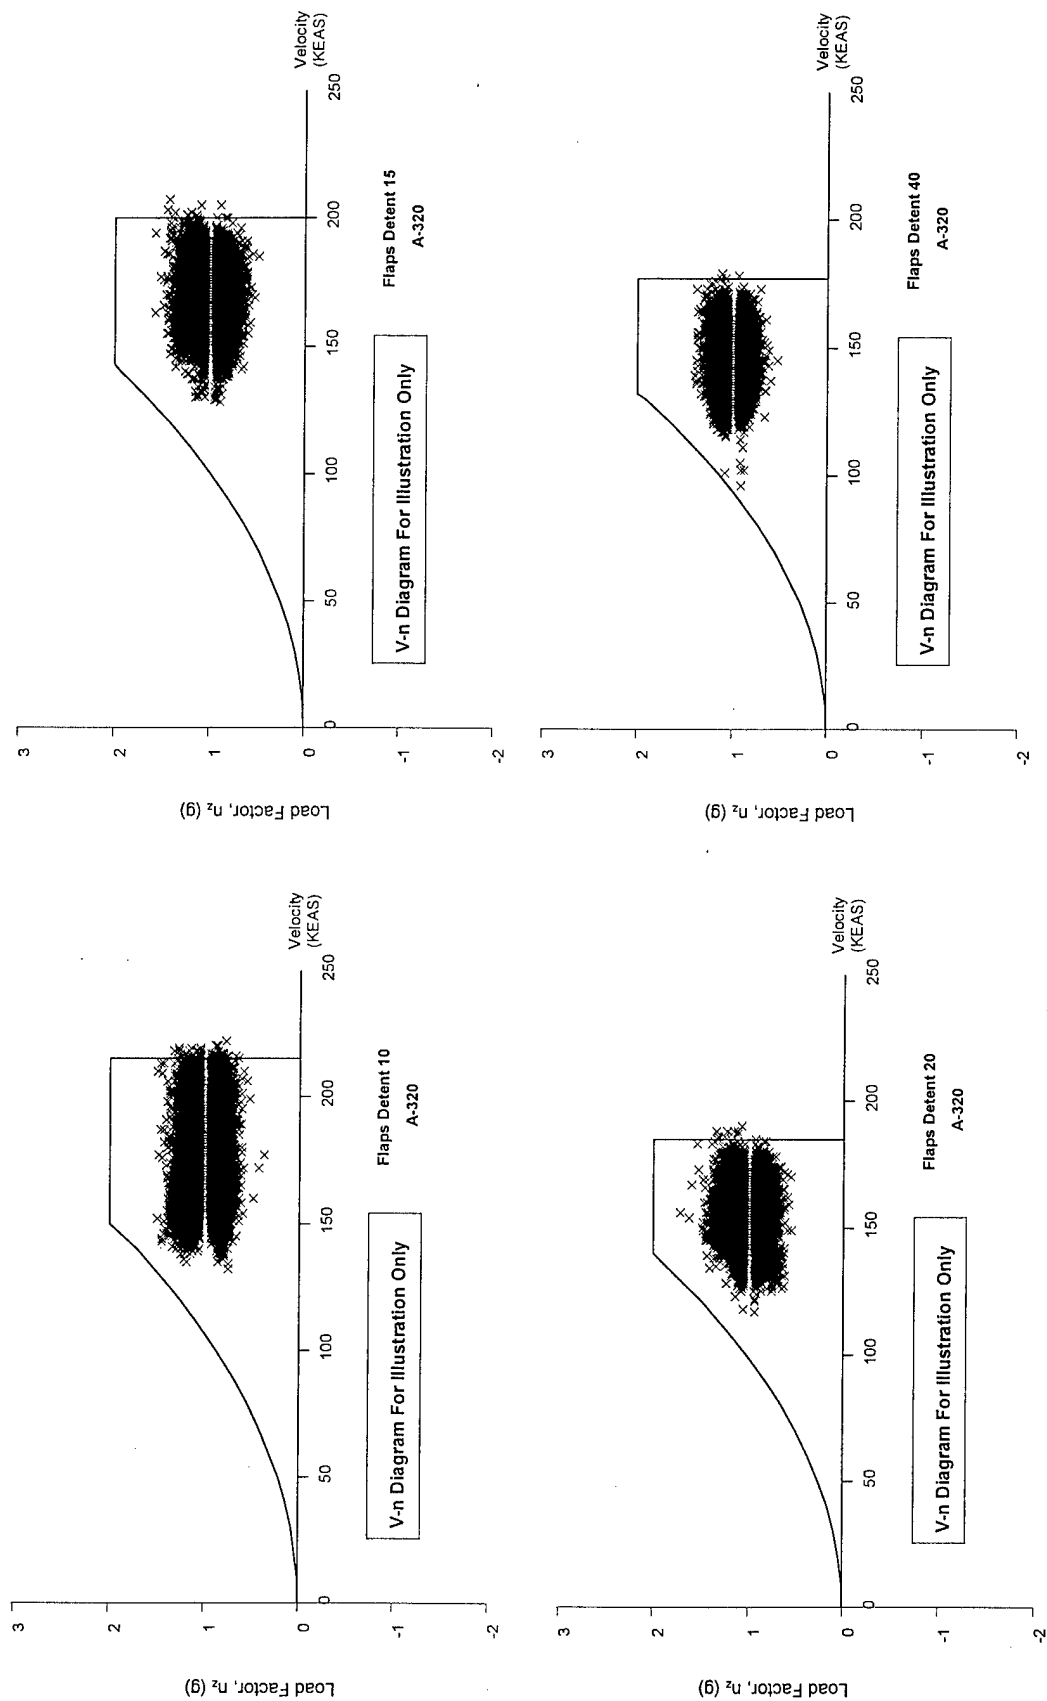 Load Factor, nz (g)
3
2
1
0
-1
-2
0
50
100
150
200
250
Velocity
(KEAS)
V-n Diagram For Illustration Only
Flaps Detent 10
A-320
Load Factor, nz (g)
3
2
1
0
-1
-2
0
50
100
150
200
250
Velocity
(KEAS)
V-n Diagram For Illustration Only
Flaps Detent 15
A-320
Load Factor, nz (g)
3
2
1
0
-1
-2
0
50
100
150
200
250
Velocity
(KEAS)
V-n Diagram For Illustration Only
Flaps Detent 20
A-320
Load Factor, nz (g)
3
2
1
0
-1
-2
0
50
100
150
200
250
Velocity
(KEAS)
V-n Diagram For Illustration Only
Flaps Detent 40
A-320